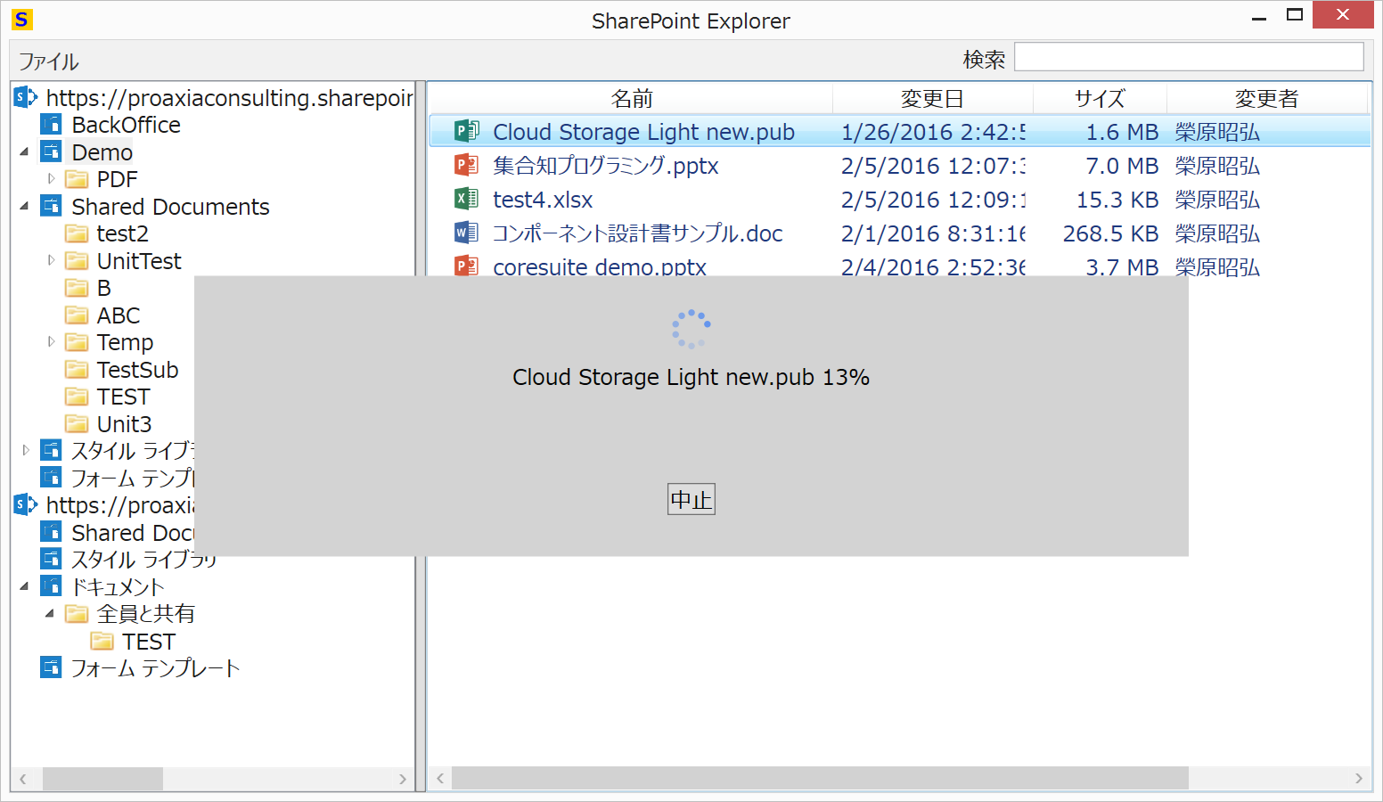 S
SharePoint Explorer
ファイル
検索
https://proaxiaconsulting.sharepoin
BackOffice
Demo
PDF
Shared Documents
test2
UnitTest
B
ABC
Temp
TestSub
TEST
Unit3
スタイル ライブラ
フォーム テンプ
https://proaxia
Shared Docu
スタイル ライブラリ
ドキュメント
全員と共有
TEST
フォーム テンプレート
名前 変更日 サイズ 変更者
Cloud Storage Light new.pub 1/26/2016 2:42:5 1.6 MB 榮原昭弘
集合知プログラミング.pptx 2/5/2016 12:07: 7.0 MB 榮原昭弘
test4.xlsx 2/5/2016 12:09:1 15.3 KB 榮原昭弘
コンポーネント設計書サンプル.doc 2/1/2016 8:31:16 268.5 KB 榮原昭弘
coresuite demo.pptx 2/4/2016 2:52:36 3.7 MB 榮原昭弘
Cloud Storage Light new.pub 13%
中止